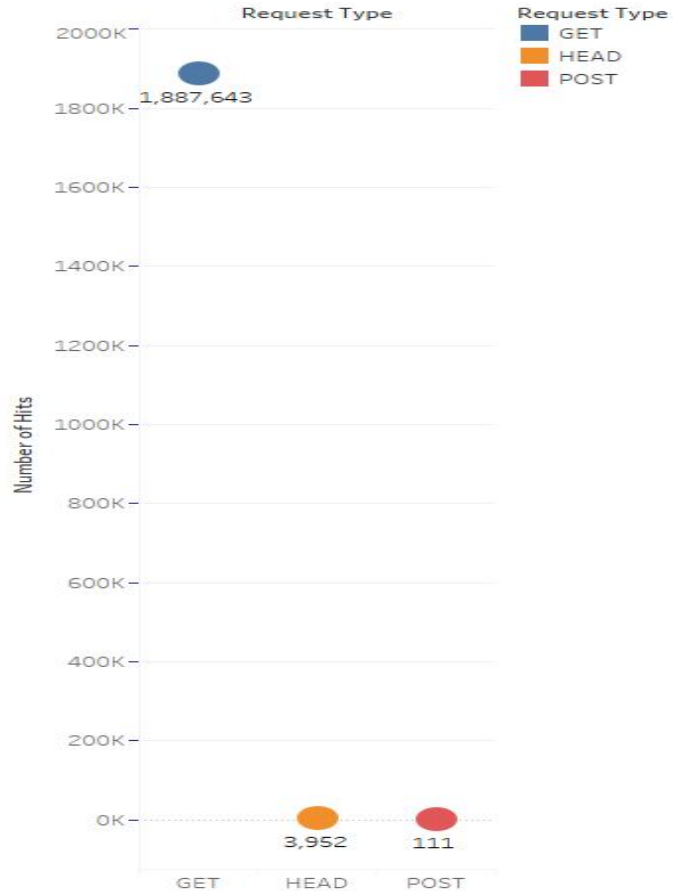 Request Type
Request Type
GET
HEAD
POST
2000K
1,887,643
1800K
1600K
1400K
1200K
1000K
Number of Hits
800K
600K
400K
200K
0K
3,952
111
GET
HEAD
POST